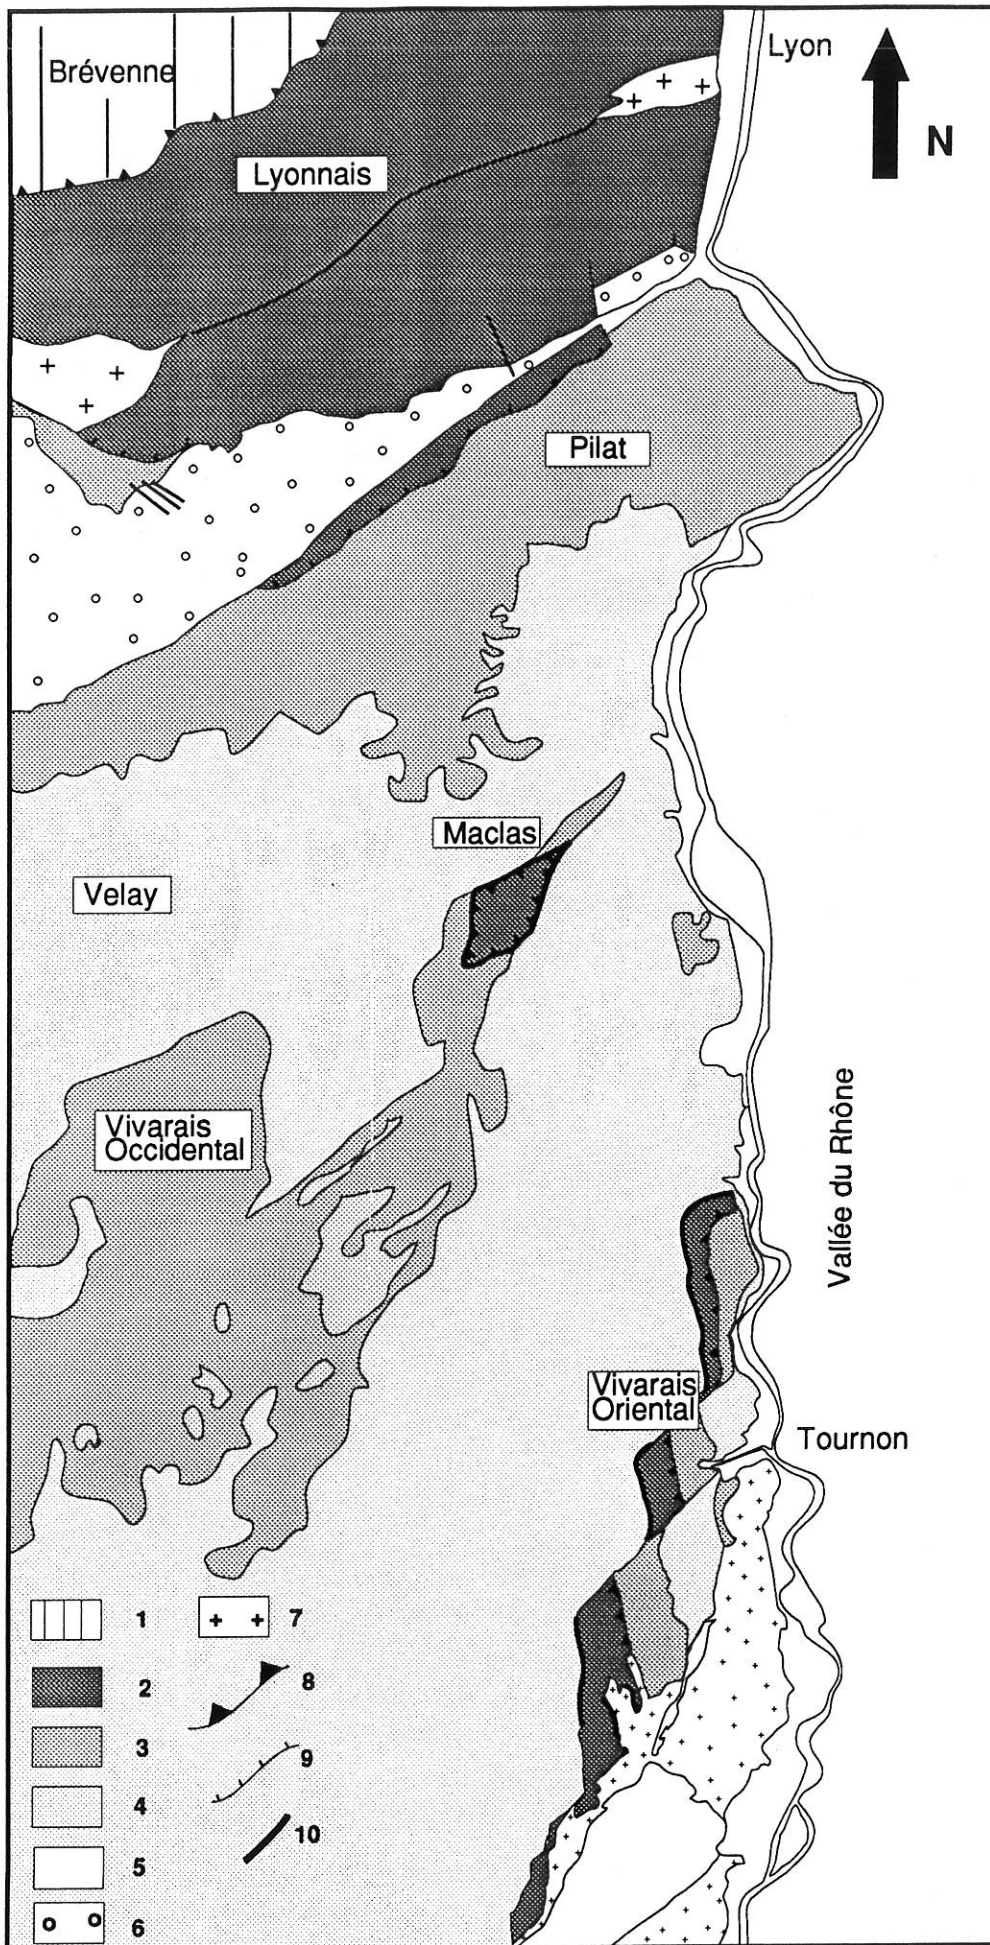 Lyon
Brévenne
N
Lyonnais
Pilat
Maclas
Velay
Vivarais
Occidental
Vallée du Rhône
Vivarais
Oriental
Tournon
1
7
2
8
3
9
4
10
5
6